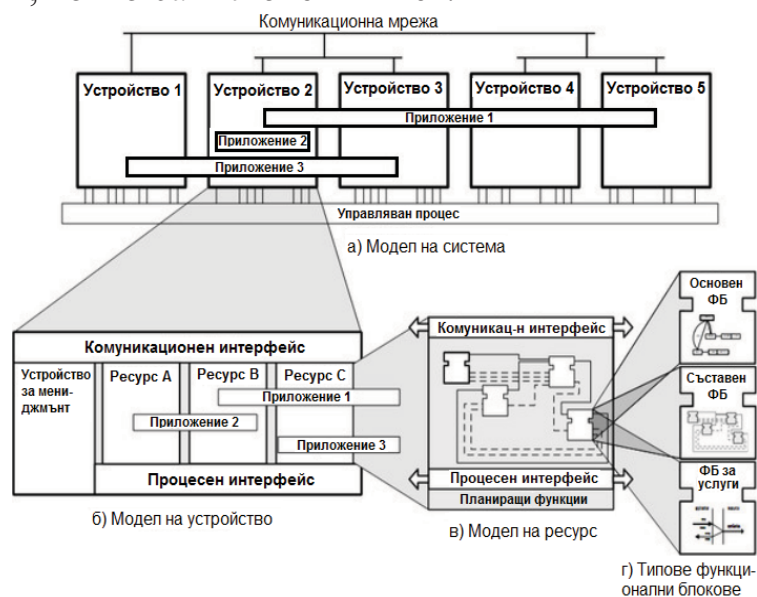 Комуникационна мрежа
Устройство 1
Устройство 2
Устройство 3
Устройство 4
Устройство 5
Приложение 1
Приложение 2
Приложение 3
Управляван процес
а) Модел на система
Комуникационен интерфейс
Устройство
за мени-
джмънт
Ресурс А
Ресурс В
Ресурс С
Приложение 1
Приложение 2
Приложение 3
Процесен интерфейс
б) Модел на устройство
Комуникац-н интерфейс
Процесен интерфейс
Планиращи функции
в) Модел на ресурс
Основен
ФБ
Съставен
ФБ
ФБ за
услуги
г) Типове функци-
онални блокове